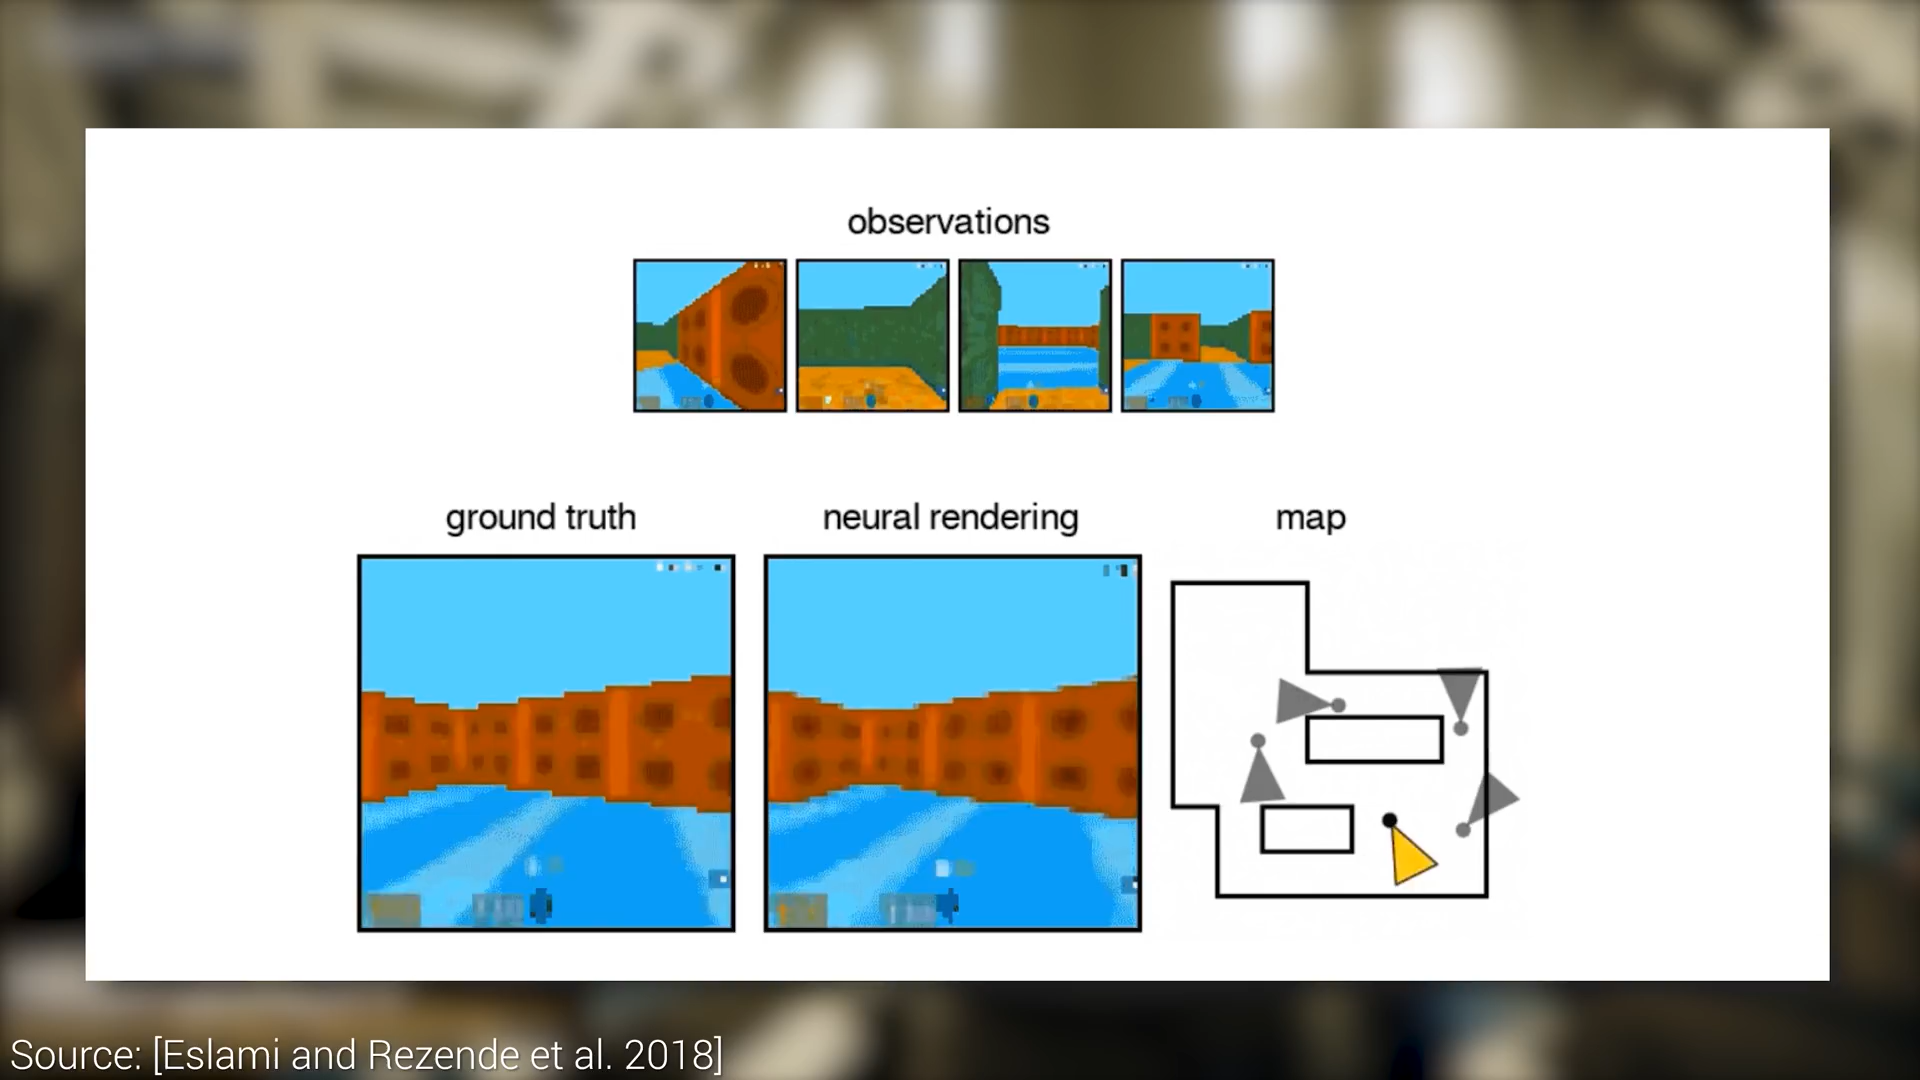 observations
ground truth
neural rendering
map
Source: [Eslami and Rezende et al. 2018]